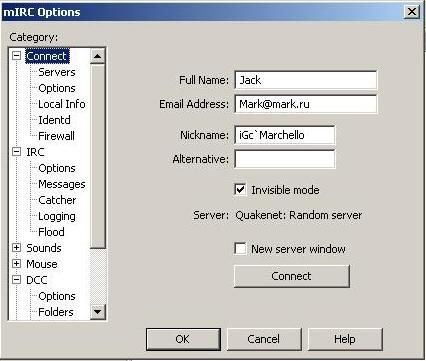 mIRC Options
Category:
Connect
Servers
Options
Local Info
Identd
Firewall
IRC
Options
Messages
Catcher
Logging
Flood
Sounds
Mouse
DCC
Options
Folders
Full Name: Jack
Email Address: Mark@mark.ru
Nickname: iGc`Marchello
Alternative:
Invisible mode
Server: Quakenet: Random server
New server window
Connect
OK Cancel Help